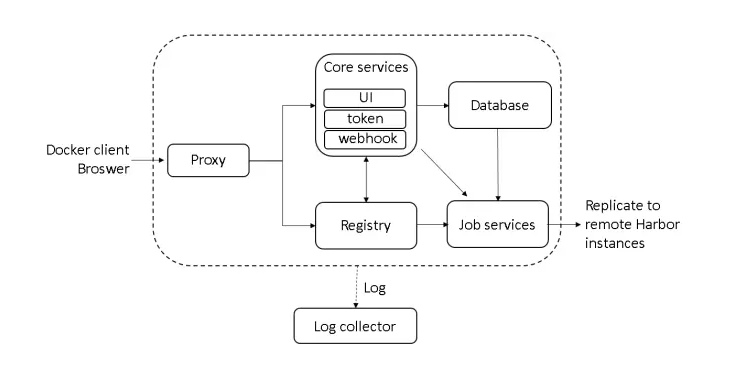 Core services
UI
token
webhook
Database
Docker client
Broswer
Proxy
Registry
Job services
Replicate to
remote Harbor
instances
Log
Log collector